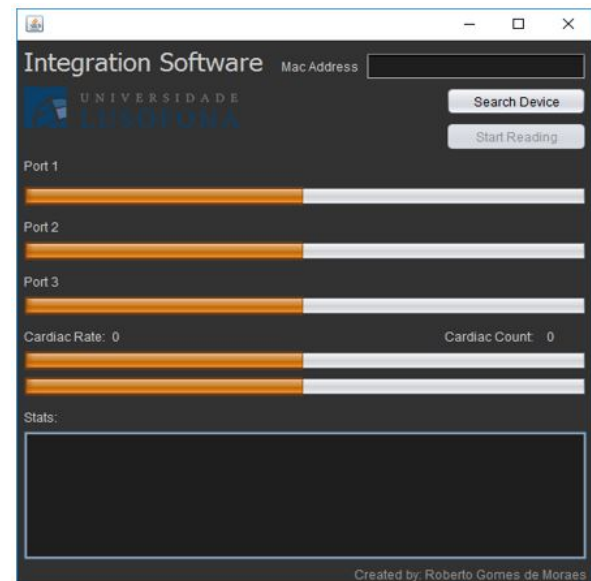 Integration Software Mac Address
UNIVERSIDADE
LUSÓFONA
Search Device
Start Reading
Port 1
Port 2
Port 3
Cardiac Rate: 0 Cardiac Count: 0
Stats:
Created by: Roberto Gomes de Moraes